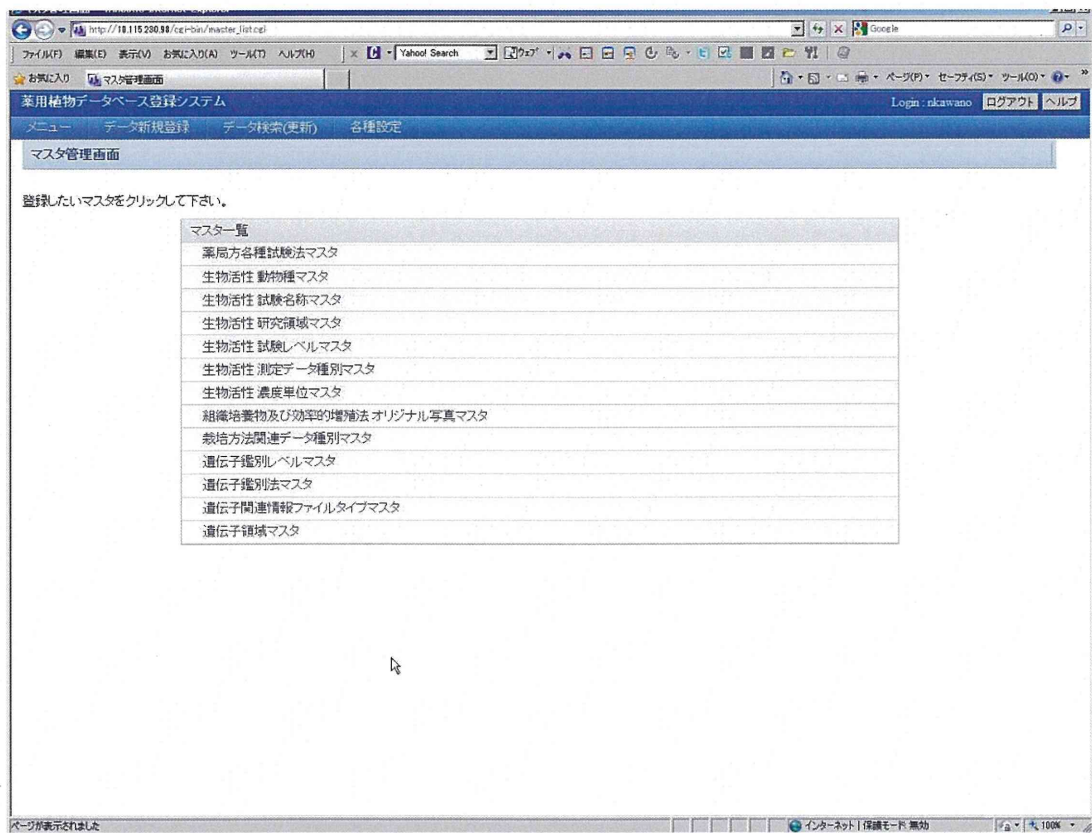 http://10.115.230.98/cgi-bin/master_list.cgi
Google
ファイル(F) 編集(E) 表示(V) お気に入り(A) ツール(T) ヘルプ(H)
Yahoo! Search
ウェブ
お気に入り マスタ管理画面
ページ(P) セーフティ(S) ツール(O)
薬用植物データベース登録システム
Login : nkawano ログアウト ヘルプ
メニュー データ新規登録 データ検索(更新) 各種設定
マスタ管理画面
登録したいマスタをクリックして下さい。
マスター覧
薬局方各種試験法マスタ
生物活性 動物種マスタ
生物活性 試験名称マスタ
生物活性 研究領域マスタ
生物活性 試験レベルマスタ
生物活性 測定データ種別マスタ
生物活性 濃度単位マスタ
組織培養物及び効率的増殖法 オリジナル写真マスタ
栽培方法関連データ種別マスタ
遺伝子鑑別レベルマスタ
遺伝子鑑別法マスタ
遺伝子関連情報ファイルタイプマスタ
遺伝子領域マスタ
ページが表示されました
インターネット | 保護モード: 無効
100%